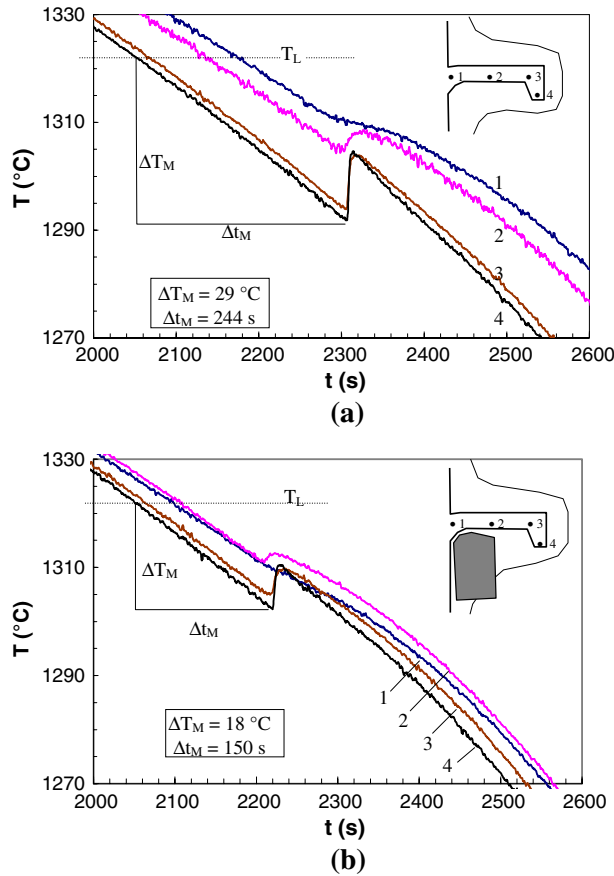 1330
T_L
1
2
3
4
1310
T (°C)
ΔT_M
1
2
1290
Δt_M
3
ΔT_M = 29 °C
Δt_M = 244 s
4
1270
2000 2100 2200 2300 2400 2500 2600
t (s)
(a)
1330
T_L
1
2
3
4
1310
T (°C)
ΔT_M
Δt_M
1290
1
2
3
ΔT_M = 18 °C
Δt_M = 150 s
4
1270
2000 2100 2200 2300 2400 2500 2600
t (s)
(b)